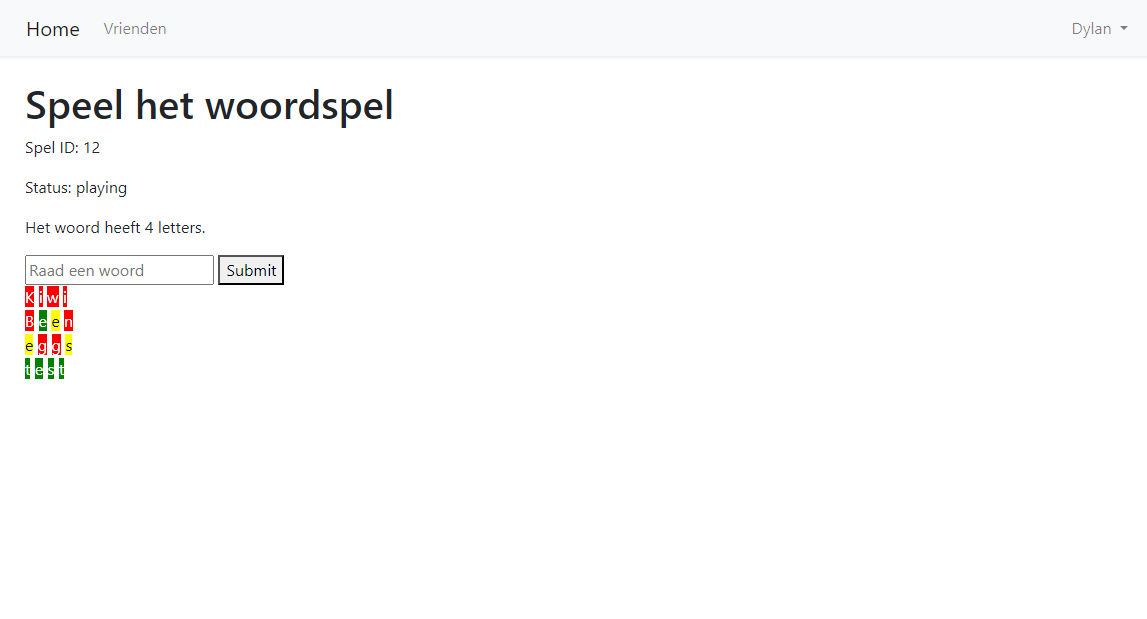 Home Vrienden Dylan
Speel het woordspel
Spel ID: 12
Status: playing
Het woord heeft 4 letters.
Raad een woord Submit
K i w i
B e e n
e g g s
t e s t